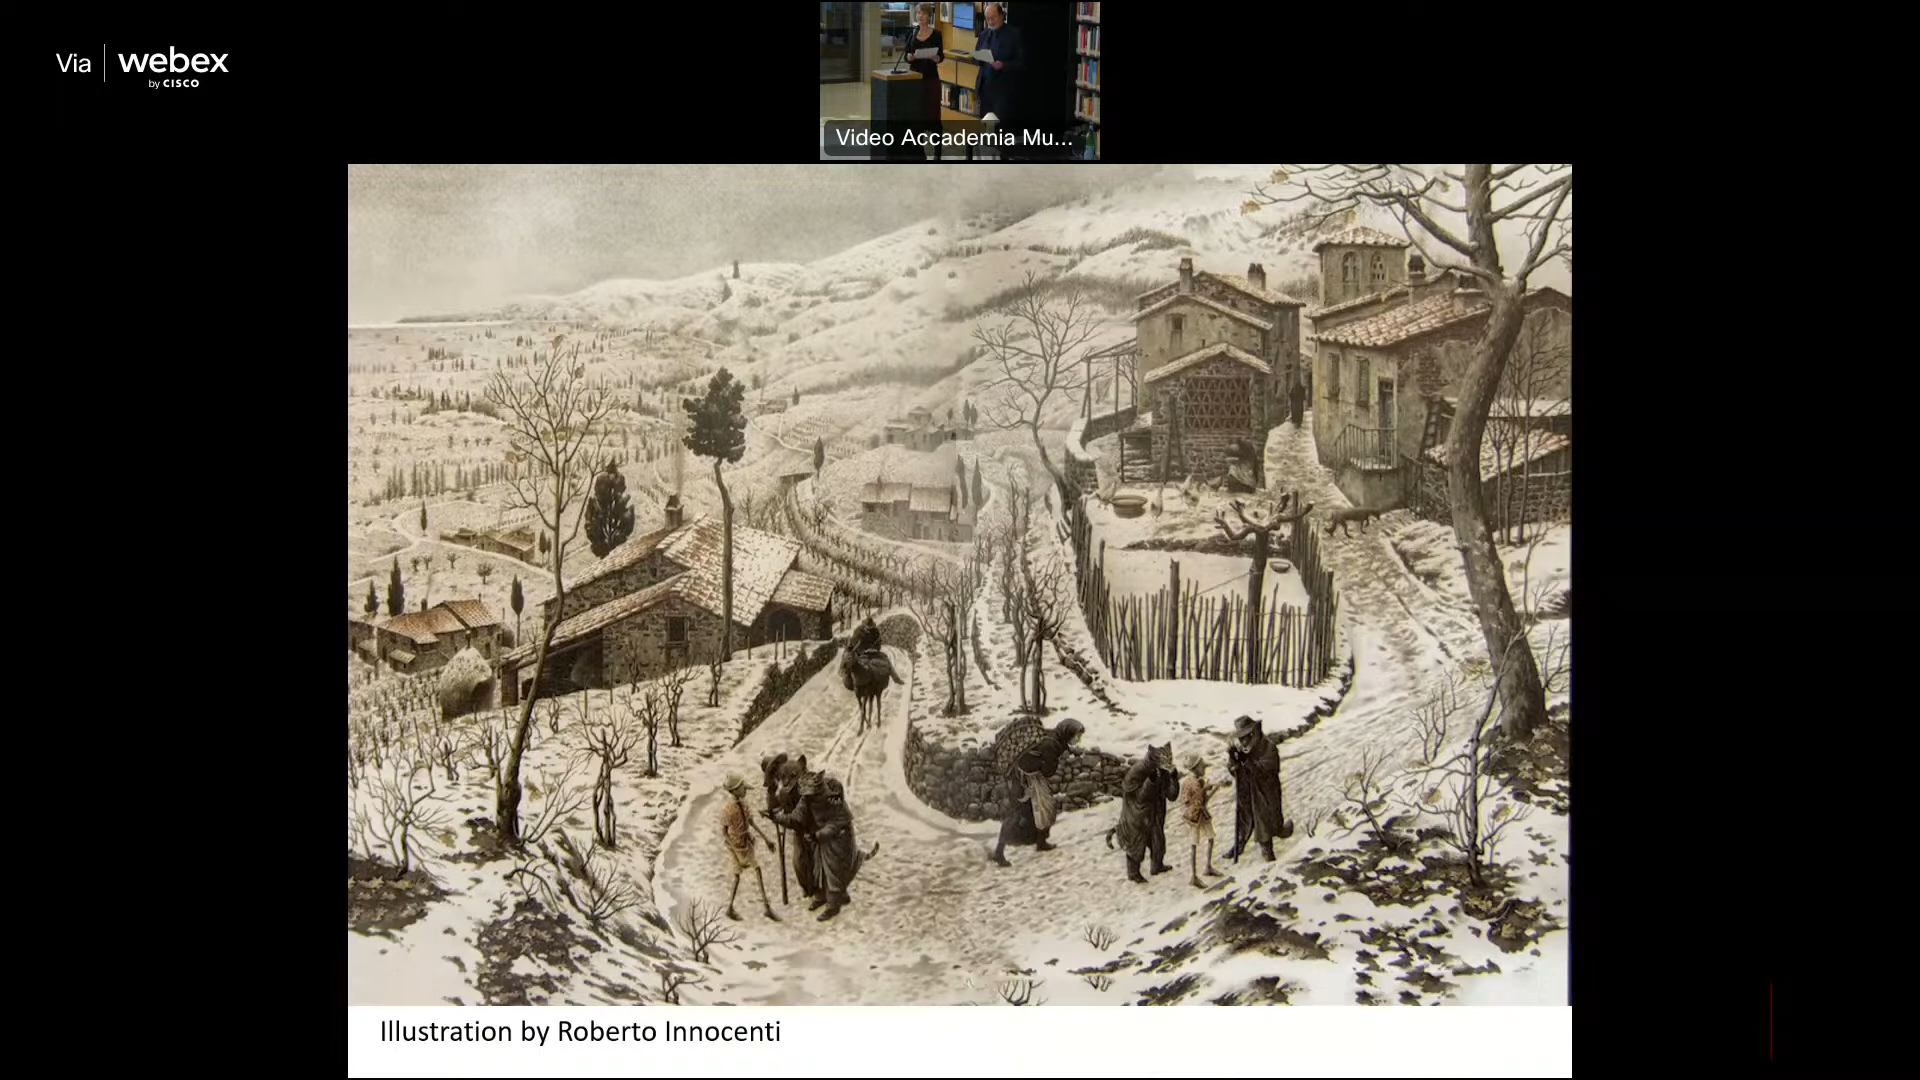 Via webex
by CISCO
Video Accademia Mu...
Illustration by Roberto Innocenti